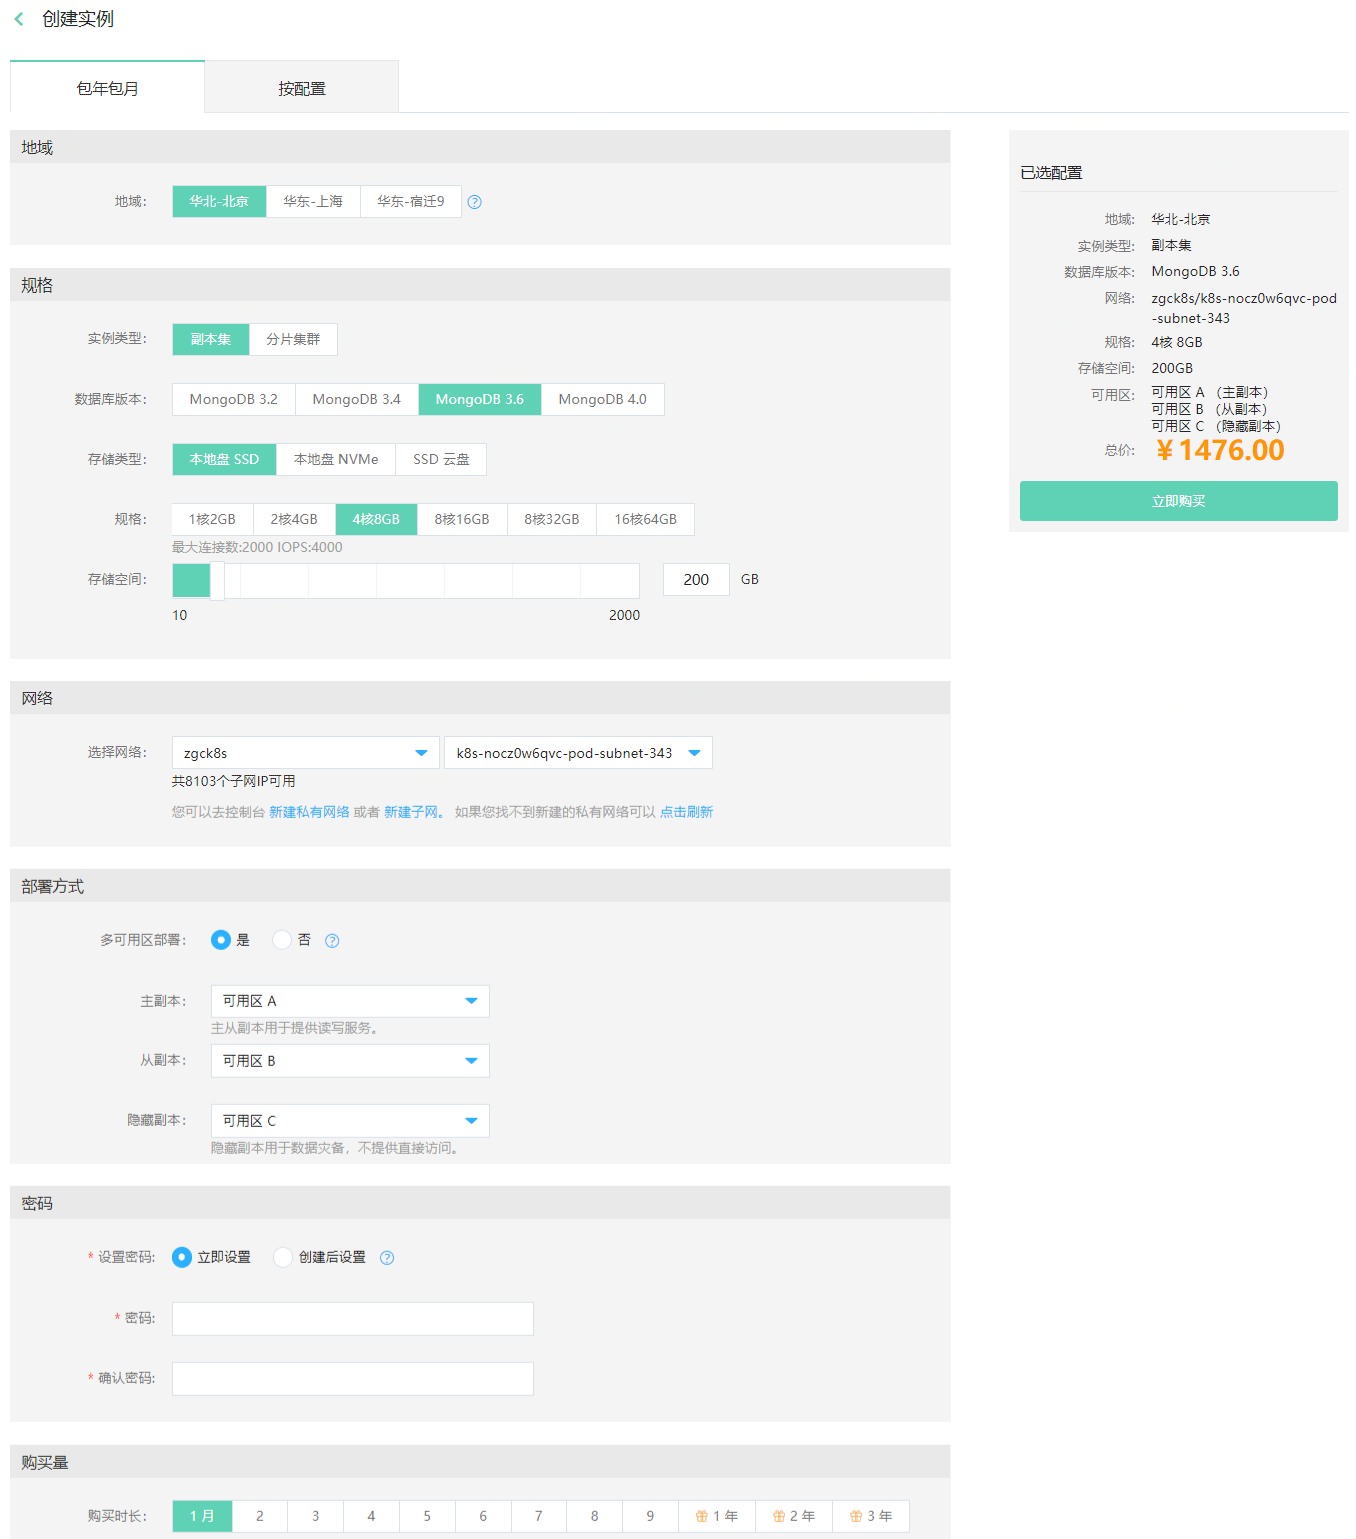 创建实例
包年包月
按配置
地域
地域：
华北-北京
华东-上海
华东-宿迁9
规格
实例类型：
副本集
分片集群
数据库版本：
MongoDB 3.2
MongoDB 3.4
MongoDB 3.6
MongoDB 4.0
存储类型：
本地盘 SSD
本地盘 NVMe
SSD 云盘
规格：
1核2GB
2核4GB
4核8GB
8核16GB
8核32GB
16核64GB
最大连接数:2000 IOPS:4000
存储空间：
200
GB
10
2000
网络
选择网络：
zgck8s
k8s-nocz0w6qvc-pod-subnet-343
共8103个子网IP可用
您可以去控制台 新建私有网络 或者 新建子网。 如果您找不到新建的私有网络可以 点击刷新
部署方式
多可用区部署：
是
否
主副本：
可用区 A
主从副本用于提供读写服务。
从副本：
可用区 B
隐藏副本：
可用区 C
隐藏副本用于数据灾备，不提供直接访问。
密码
* 设置密码:
立即设置
创建后设置
* 密码:
* 确认密码:
购买量
购买时长：
1 月
2
3
4
5
6
7
8
9
1 年
2 年
3 年
已选配置
地域:
华北-北京
实例类型:
副本集
数据库版本:
MongoDB 3.6
网络:
zgck8s/k8s-nocz0w6qvc-pod
-subnet-343
规格:
4核 8GB
存储空间:
200GB
可用区:
可用区 A （主副本）
可用区 B （从副本）
可用区 C （隐藏副本）
总价:
￥1476.00
立即购买